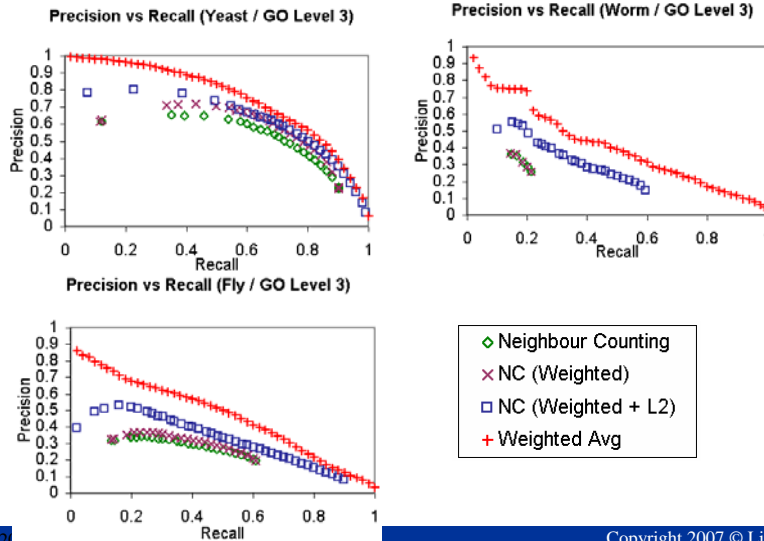 Precision vs Recall (Yeast / GO Level 3)
1
0.9
0.8
0.7
0.6
0.5
0.4
0.3
0.2
0.1
0
Precision
0 0.2 0.4 0.6 0.8 1
Recall
Precision vs Recall (Worm / GO Level 3)
1
0.9
0.8
0.7
0.6
0.5
0.4
0.3
0.2
0.1
0
Precision
0 0.2 0.4 0.6 0.8
Recall
Precision vs Recall (Fly / GO Level 3)
1
0.9
0.8
0.7
0.6
0.5
0.4
0.3
0.2
0.1
0
Precision
0 0.2 0.4 0.6 0.8 1
Recall
Neighbour Counting
NC (Weighted)
NC (Weighted + L2)
Weighted Avg
Copyright 2007 © Li